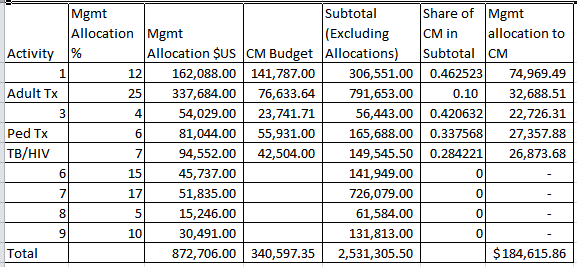 Activity | Mgmt Allocation % | Mgmt Allocation $US | CM Budget | Subtotal (Excluding Allocations) | Share of CM in Subtotal | Mgmt allocation to CM
1 | 12 | 162,088.00 | 141,787.00 | 306,551.00 | 0.462523 | 74,969.49
Adult Tx | 25 | 337,684.00 | 76,633.64 | 791,653.00 | 0.10 | 32,688.51
3 | 4 | 54,029.00 | 23,741.71 | 56,443.00 | 0.420632 | 22,726.31
Ped Tx | 6 | 81,044.00 | 55,931.00 | 165,688.00 | 0.337568 | 27,357.88
TB/HIV | 7 | 94,552.00 | 42,504.00 | 149,545.50 | 0.284221 | 26,873.68
6 | 15 | 45,737.00 | | 141,949.00 | 0 | -
7 | 17 | 51,835.00 | | 726,079.00 | 0 | -
8 | 5 | 15,246.00 | | 61,584.00 | 0 | -
9 | 10 | 30,491.00 | | 131,813.00 | 0 | -
Total | | 872,706.00 | 340,597.35 | 2,531,305.50 | | $184,615.86